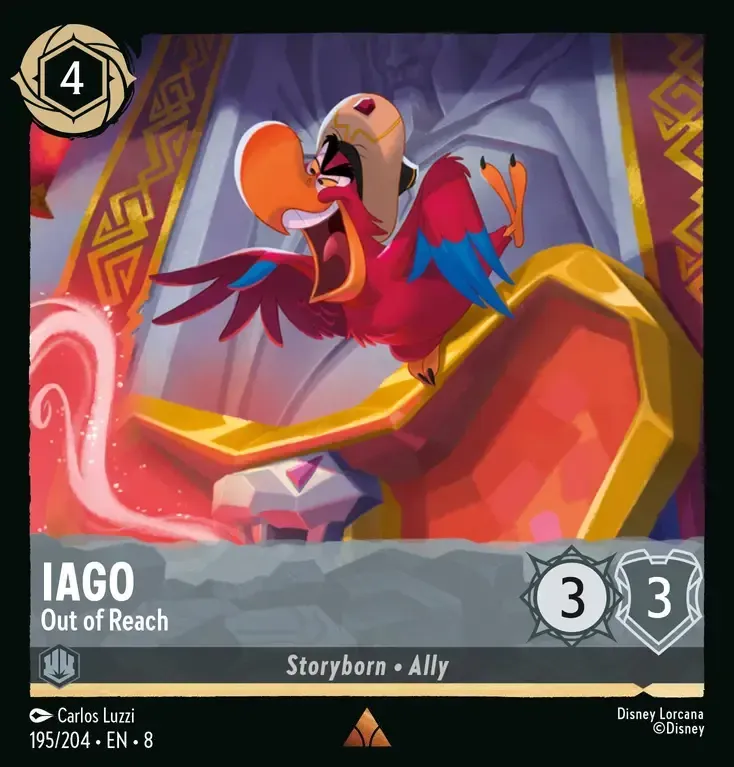 4
IAGO
Out of Reach
3
3
Storyborn • Ally
Carlos Luzzi
195/204 • EN • 8
Disney Lorcana
©Disney